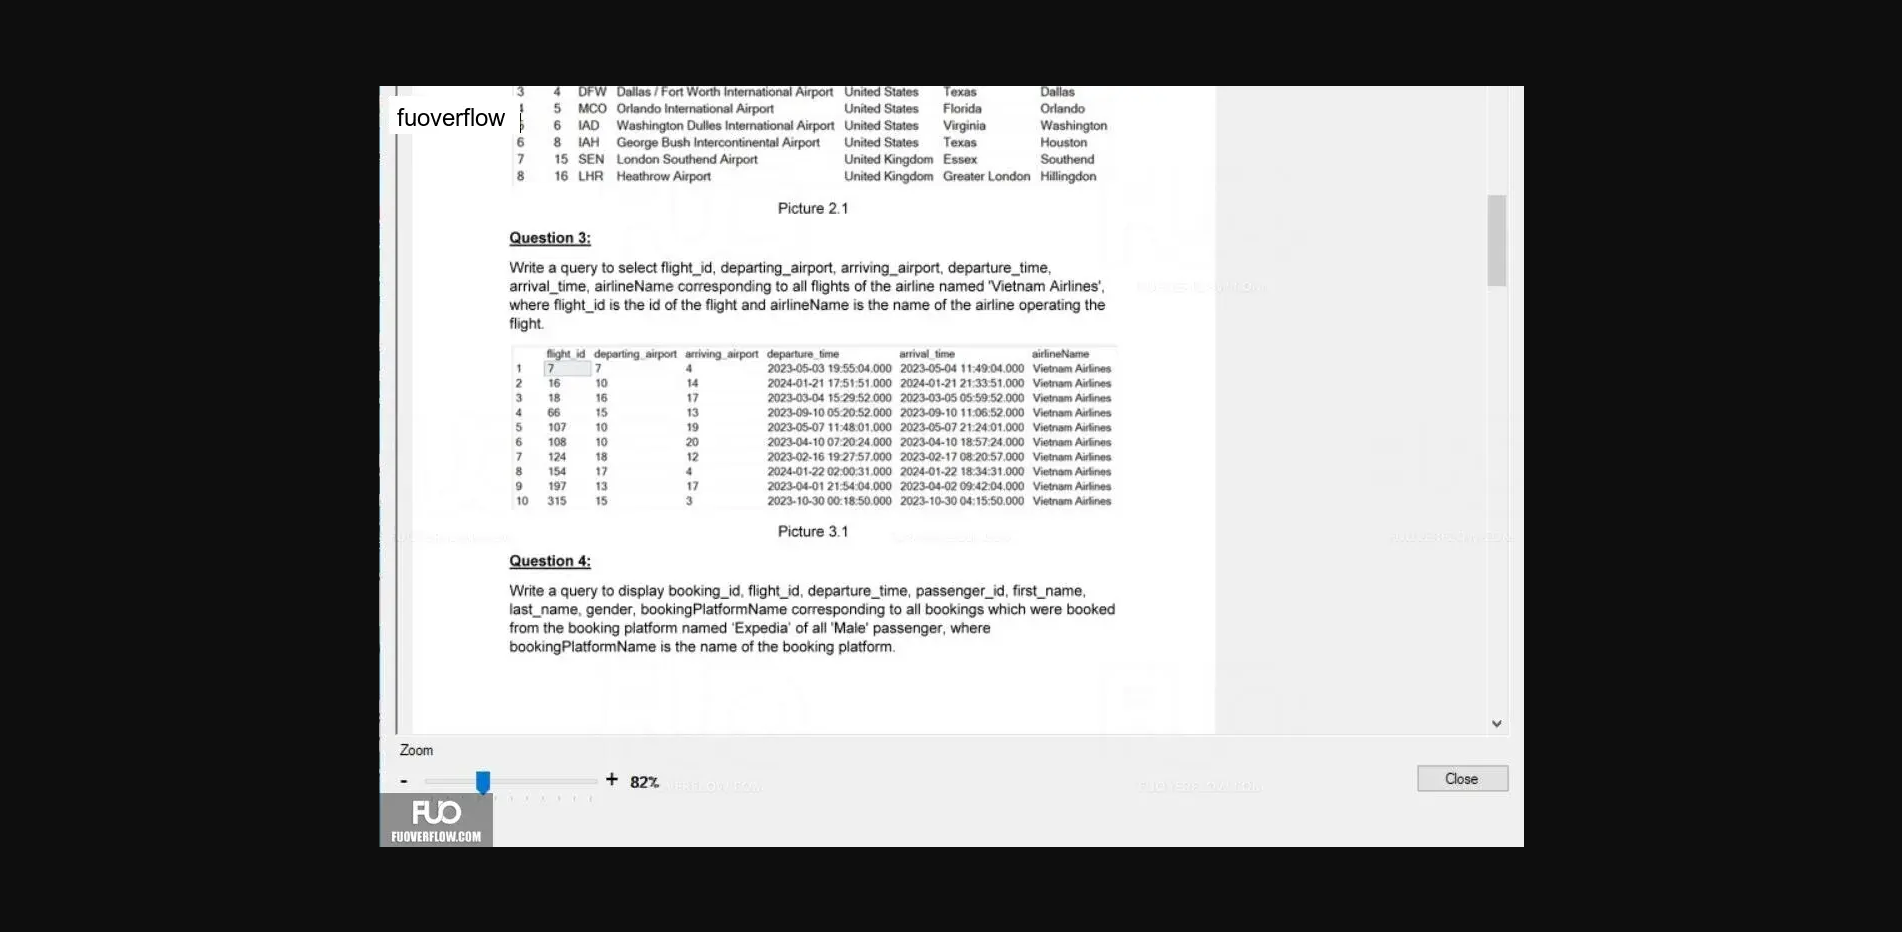 fuoverflow
3 4 DFW Dallas / Fort Worth International Airport United States Texas Dallas
5 MCO Orlando International Airport United States Florida Orlando
6 IAD Washington Dulles International Airport United States Virginia Washington
6 8 IAH George Bush Intercontinental Airport United States Texas Houston
7 15 SEN London Southend Airport United Kingdom Essex Southend
8 16 LHR Heathrow Airport United Kingdom Greater London Hillingdon
Picture 2.1
Question 3:
Write a query to select flight_id, departing_airport, arriving_airport, departure_time,
arrival_time, airlineName corresponding to all flights of the airline named 'Vietnam Airlines',
where flight_id is the id of the flight and airlineName is the name of the airline operating the
flight.
flight_id departing_airport arriving_airport departure_time arrival_time airlineName
1 7 7 4 2023-05-03 19:55:04.000 2023-05-04 11:49:04.000 Vietnam Airlines
2 16 10 14 2024-01-21 17:51:51.000 2024-01-21 21:33:51.000 Vietnam Airlines
3 18 16 17 2023-03-04 15:29:52.000 2023-03-05 05:59:52.000 Vietnam Airlines
4 66 15 13 2023-09-10 05:20:52.000 2023-09-10 11:06:52.000 Vietnam Airlines
5 107 10 19 2023-05-07 11:48:01.000 2023-05-07 21:24:01.000 Vietnam Airlines
6 108 10 20 2023-04-10 07:20:24.000 2023-04-10 18:57:24.000 Vietnam Airlines
7 124 18 12 2023-02-16 19:27:57.000 2023-02-17 08:20:57.000 Vietnam Airlines
8 154 17 4 2024-01-22 02:00:31.000 2024-01-22 18:34:31.000 Vietnam Airlines
9 197 13 17 2023-04-01 21:54:04.000 2023-04-02 09:42:04.000 Vietnam Airlines
10 315 15 3 2023-10-30 00:18:50.000 2023-10-30 04:15:50.000 Vietnam Airlines
Picture 3.1
Question 4:
Write a query to display booking_id, flight_id, departure_time, passenger_id, first_name,
last_name, gender, bookingPlatformName corresponding to all bookings which were booked
from the booking platform named 'Expedia' of all 'Male' passenger, where
bookingPlatformName is the name of the booking platform.
Zoom
- + 82%
Close
FUO
FUOVERFLOW.COM